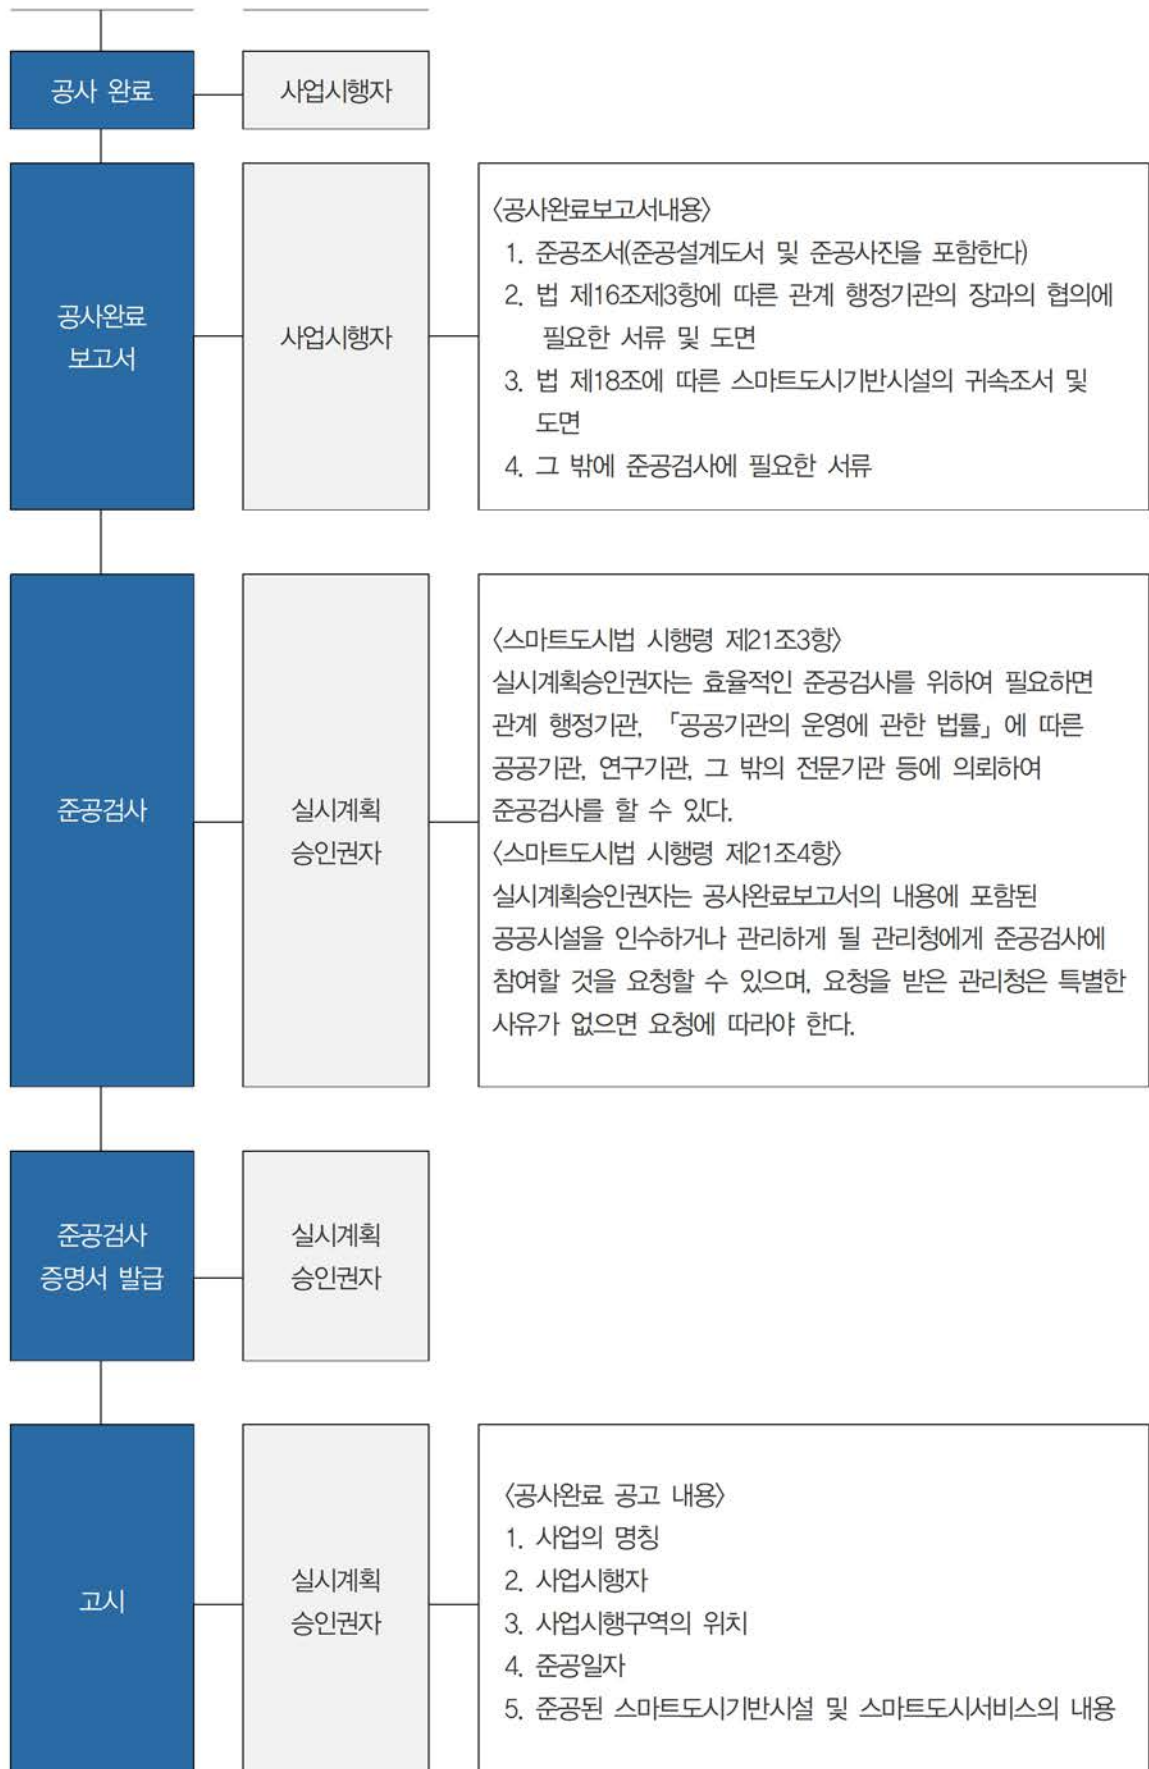 공사 완료
사업시행자
공사완료
보고서
사업시행자
〈공사완료보고서내용〉
1. 준공조서(준공설계도서 및 준공사진을 포함한다)
2. 법 제16조제3항에 따른 관계 행정기관의 장과의 협의에
필요한 서류 및 도면
3. 법 제18조에 따른 스마트도시기반시설의 귀속조서 및
도면
4. 그 밖에 준공검사에 필요한 서류
준공검사
실시계획
승인권자
〈스마트도시법 시행령 제21조3항〉
실시계획승인권자는 효율적인 준공검사를 위하여 필요하면
관계 행정기관, 「공공기관의 운영에 관한 법률」에 따른
공공기관, 연구기관, 그 밖의 전문기관 등에 의뢰하여
준공검사를 할 수 있다.
〈스마트도시법 시행령 제21조4항〉
실시계획승인권자는 공사완료보고서의 내용에 포함된
공공시설을 인수하거나 관리하게 될 관리청에게 준공검사에
참여할 것을 요청할 수 있으며, 요청을 받은 관리청은 특별한
사유가 없으면 요청에 따라야 한다.
준공검사
증명서 발급
실시계획
승인권자
고시
실시계획
승인권자
〈공사완료 공고 내용〉
1. 사업의 명칭
2. 사업시행자
3. 사업시행구역의 위치
4. 준공일자
5. 준공된 스마트도시기반시설 및 스마트도시서비스의 내용